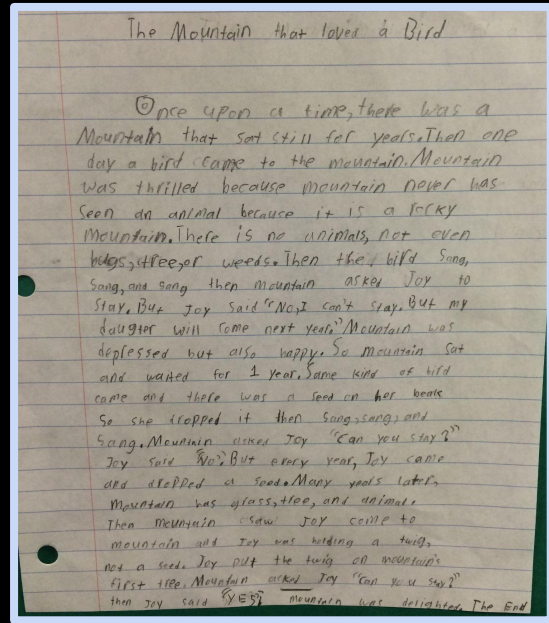 The Mountain that loved a Bird
Once upon a time, there was a
Mountain that sat still for years. Then one
day a bird came to the mountain. Mountain
was thrilled because mountain never has
seen an animal because it is a rocky
Mountain. There is no animals, not even
bugs, tree, or weeds. Then the bird Sang,
Sang, and sang then mountain asked Joy to
Stay. But Joy said "No, I can't stay. But my
daugter will come next year." Mountain was
depressed but also happy. So mountain sat
and waited for 1 year. Same kind of bird
came and there was a seed on her beak
So she dropped it then Sang, sang, and
Sang. Mountain asked Joy "Can you stay?"
Joy said "No". But every year, Joy came
and dropped a seed. Many years later,
mountain has grass, tree, and animal.
Then mountain saw Joy come to
mountain and Joy was holding a twig,
not a seed. Joy put the twig on mountain's
first tree. Mountain asked Joy "Can you stay?"
then Joy said "YES". mountain was delighted. The End